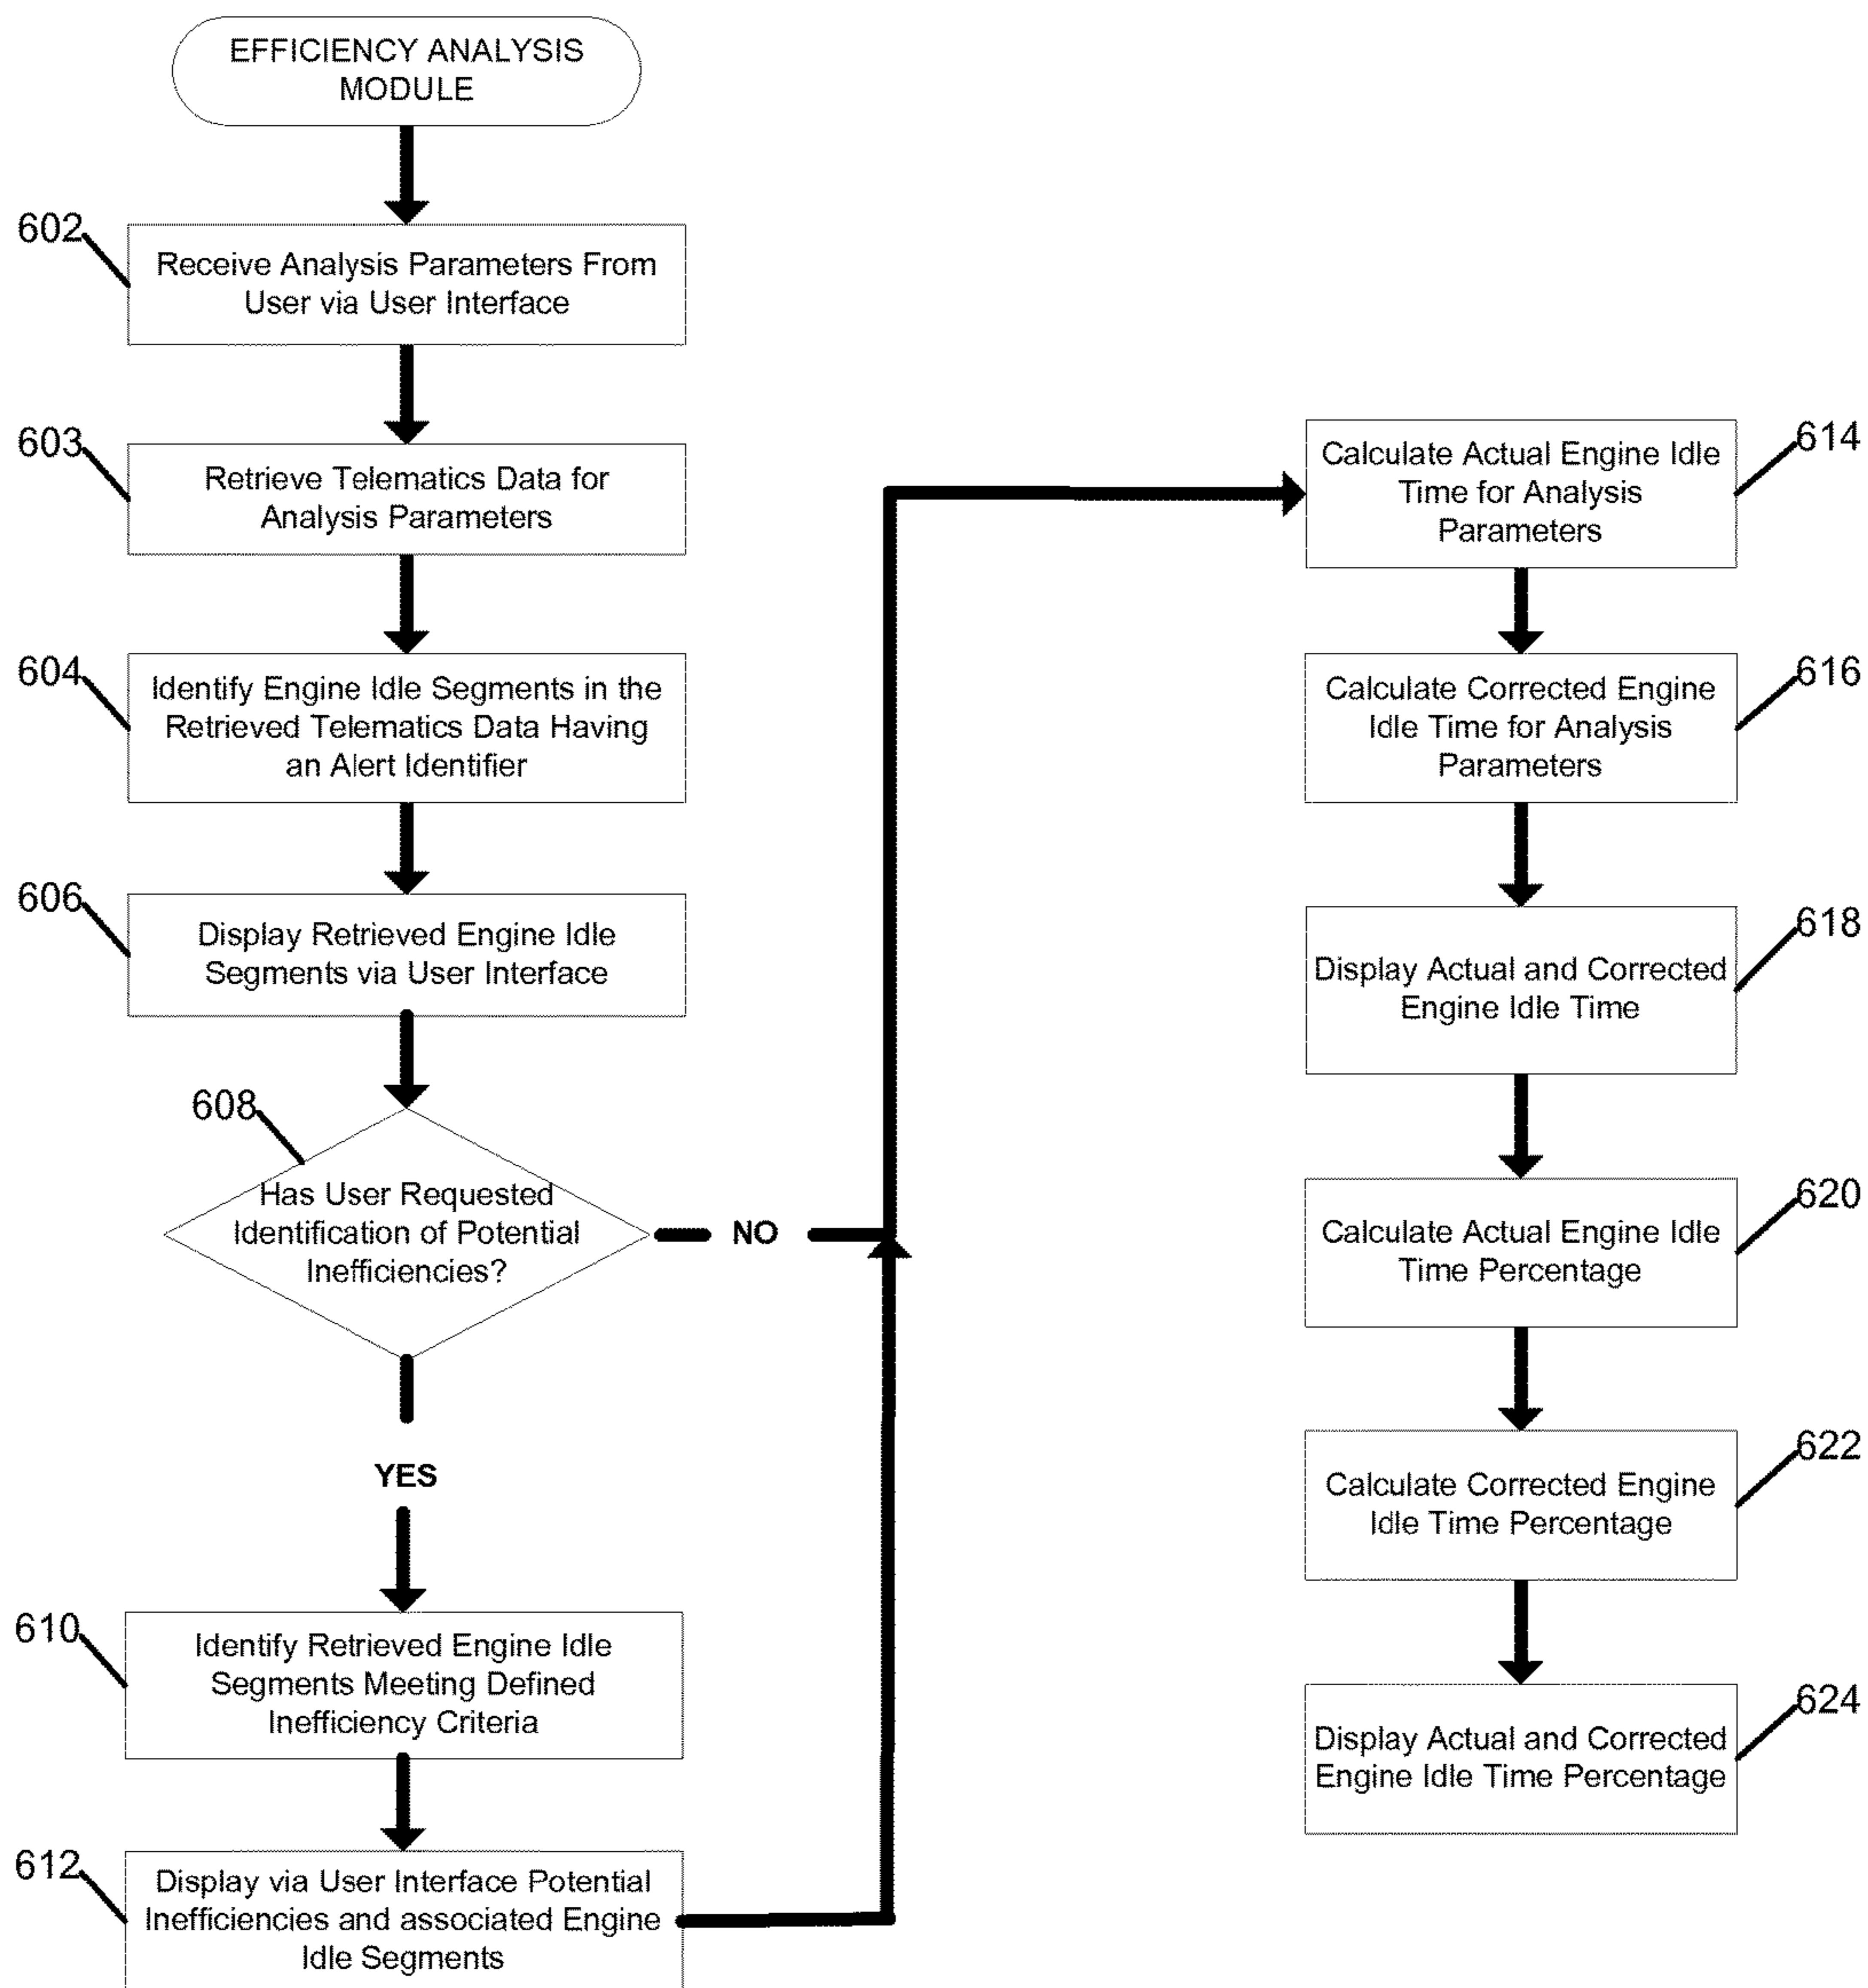 EFFICIENCY ANALYSIS
MODULE
602
Receive Analysis Parameters From
User via User Interface
603
Retrieve Telematics Data for
Analysis Parameters
604
Identify Engine Idle Segments in the
Retrieved Telematics Data Having
an Alert Identifier
606
Display Retrieved Engine Idle
Segments via User Interface
608
Has User Requested
Identification of Potential
Inefficiencies?
NO
YES
610
Identify Retrieved Engine Idle
Segments Meeting Defined
Inefficiency Criteria
612
Display via User Interface Potential
Inefficiencies and associated Engine
Idle Segments
614
Calculate Actual Engine Idle
Time for Analysis
Parameters
616
Calculate Corrected Engine
Idle Time for Analysis
Parameters
618
Display Actual and Corrected
Engine Idle Time
620
Calculate Actual Engine Idle
Time Percentage
622
Calculate Corrected Engine
Idle Time Percentage
624
Display Actual and Corrected
Engine Idle Time Percentage